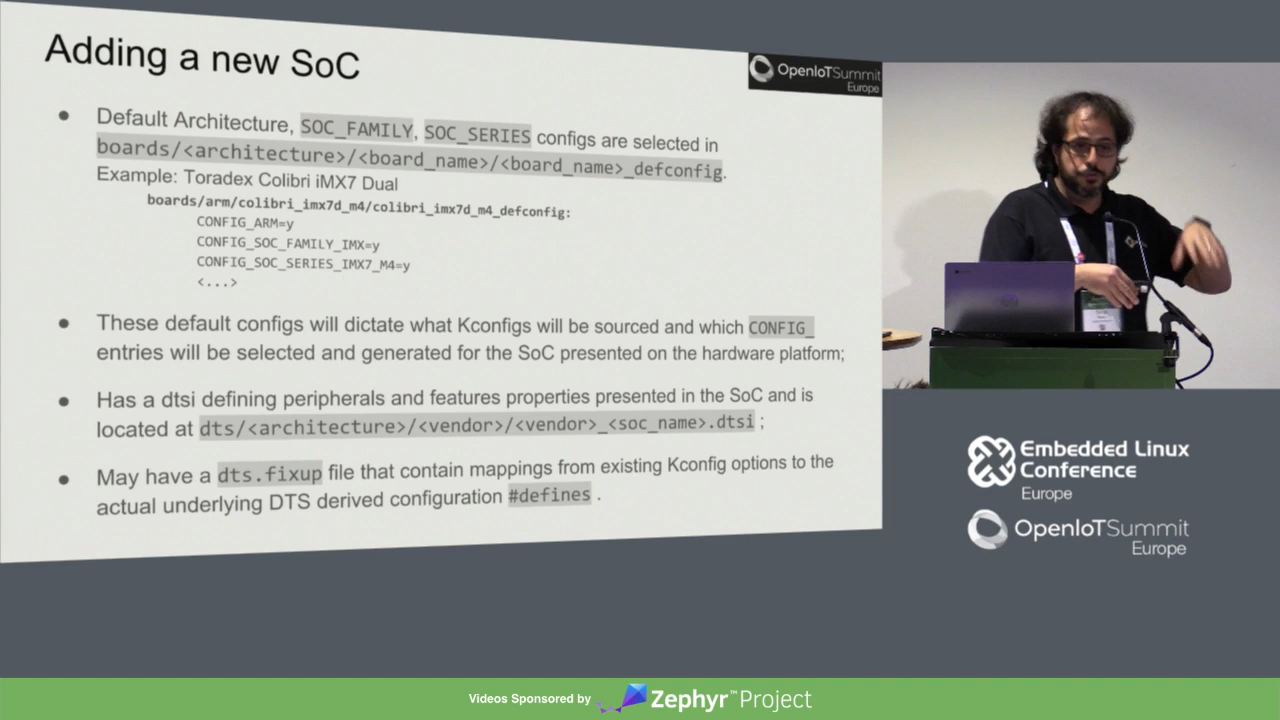 Adding a new SoC
OpenIoTSummit
Europe
● Default Architecture, SOC_FAMILY, SOC_SERIES configs are selected in
boards/<architecture>/<board_name>/<board_name>_defconfig.
Example: Toradex Colibri iMX7 Dual
boards/arm/colibri_imx7d_m4/colibri_imx7d_m4_defconfig:
CONFIG_ARM=y
CONFIG_SOC_FAMILY_IMX=y
CONFIG_SOC_SERIES_IMX7_M4=y
<...>
● These default configs will dictate what Kconfigs will be sourced and which CONFIG_
entries will be selected and generated for the SoC presented on the hardware platform;
● Has a dtsi defining peripherals and features properties presented in the SoC and is
located at dts/<architecture>/<vendor>/<vendor>_<soc_name>.dtsi ;
● May have a dts.fixup file that contain mappings from existing Kconfig options to the
actual underlying DTS derived configuration #defines .
Embedded Linux
Conference
Europe
OpenIoTSummit
Europe
Videos Sponsored by Zephyr™Project